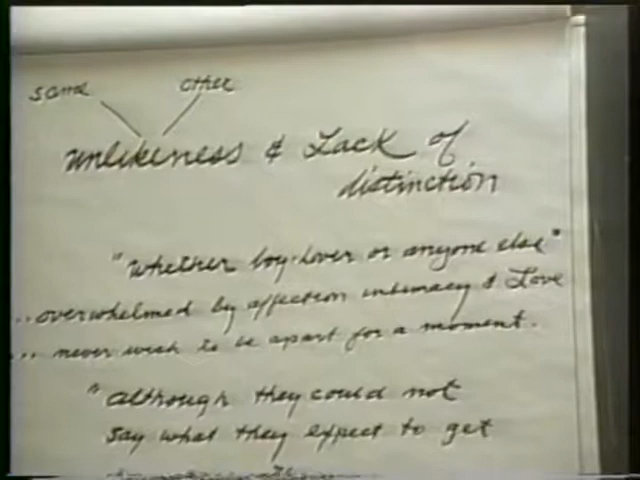 same other
unlikeness & Lack of
distinction
"whether boy-lover or anyone else"
..overwhelmed by affection intimacy & Love
... never wish to be apart for a moment.
"although they could not
say what they expect to get